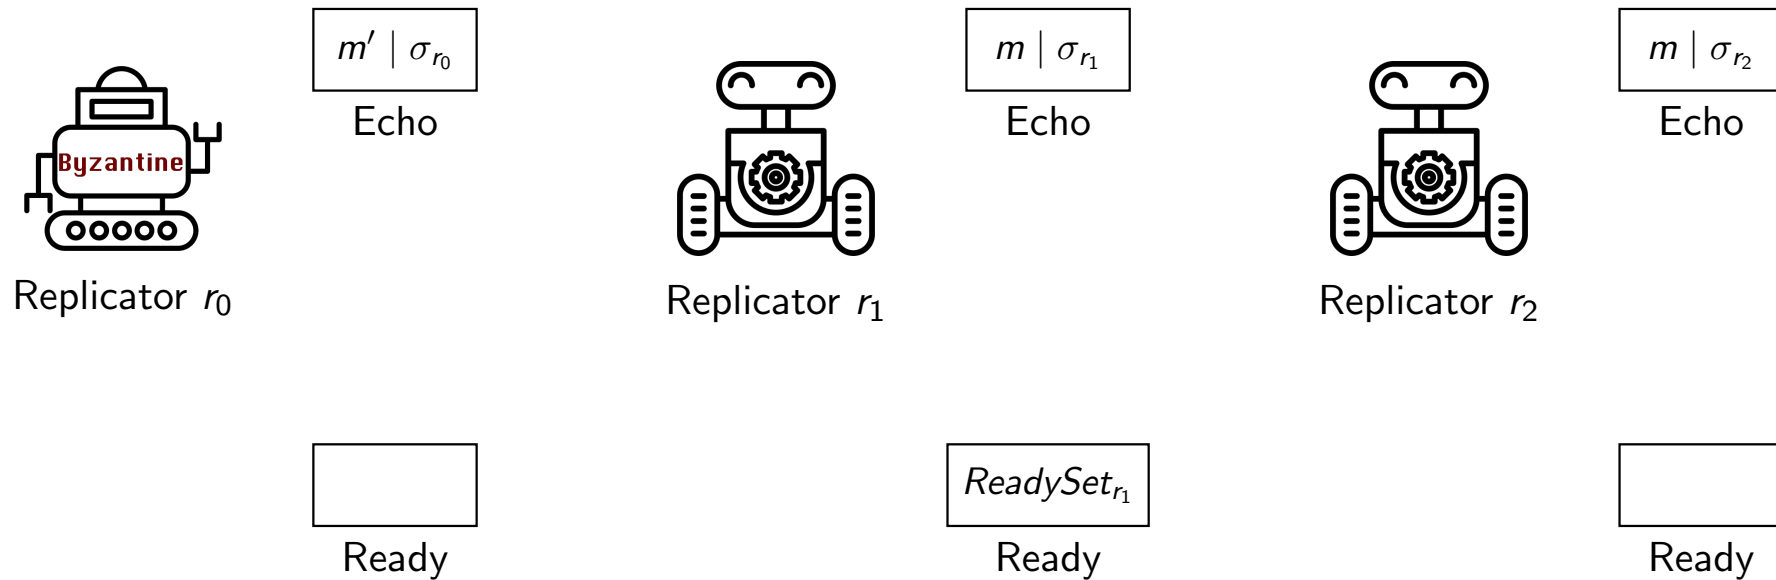 m′ | σr0
Echo
Byzantine
Replicator r0
Ready
m | σr1
Echo
Replicator r1
ReadySetr1
Ready
m | σr2
Echo
Replicator r2
Ready